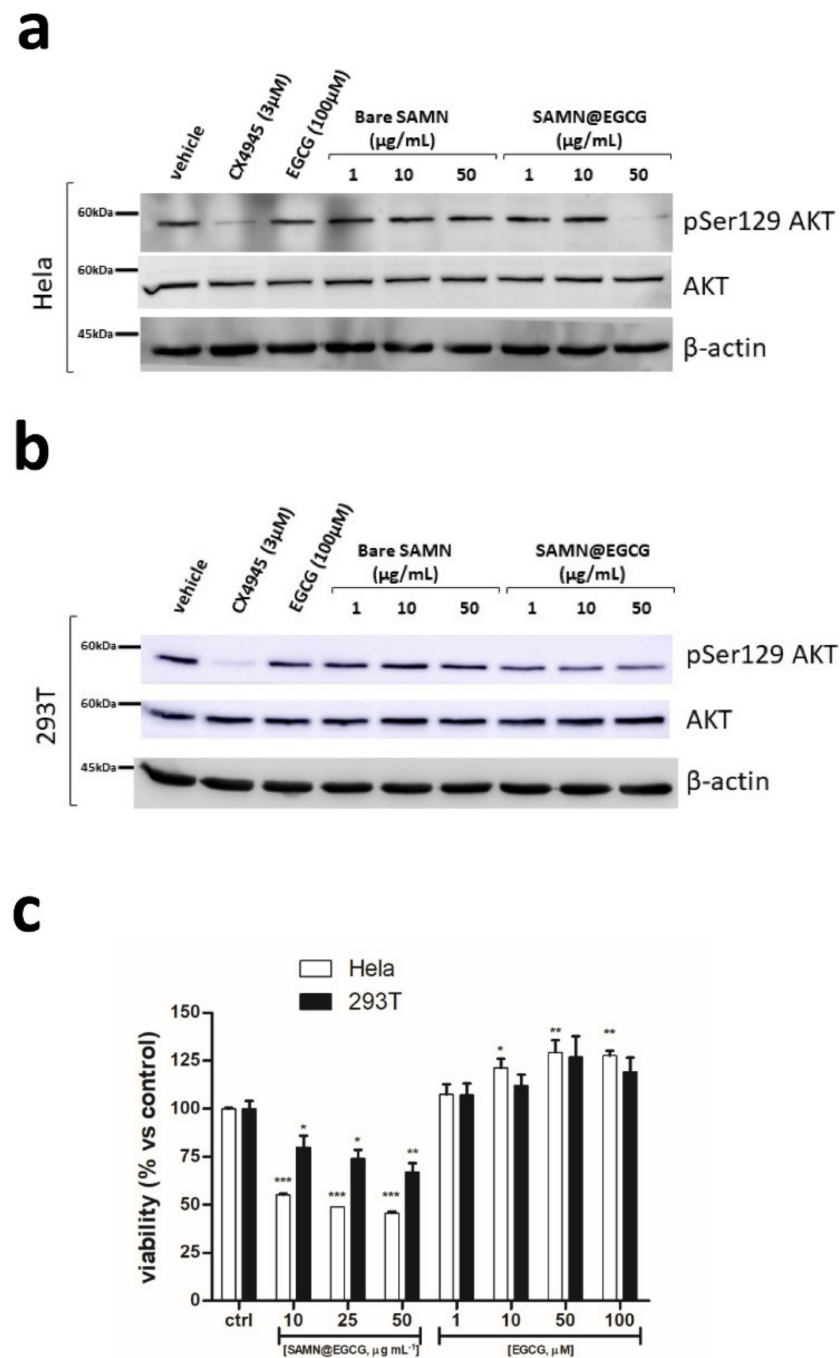 a
vehicle
CX4945 (3μM)
EGCG (100μM)
Bare SAMN
(μg/mL)
SAMN@EGCG
(μg/mL)
1 10 50 1 10 50
Hela
60kDa
pSer129 AKT
60kDa
AKT
45kDa
β-actin
b
vehicle
CX4945 (3μM)
EGCG (100μM)
Bare SAMN
(μg/mL)
SAMN@EGCG
(μg/mL)
1 10 50 1 10 50
293T
60kDa
pSer129 AKT
60kDa
AKT
45kDa
β-actin
c
Hela
293T
viability (% vs control)
150
125
100
75
50
25
0
*** * *** * *** ** * ** **
ctrl 10 25 50 1 10 50 100
[SAMN@EGCG, μg mL⁻¹] [EGCG, μM]